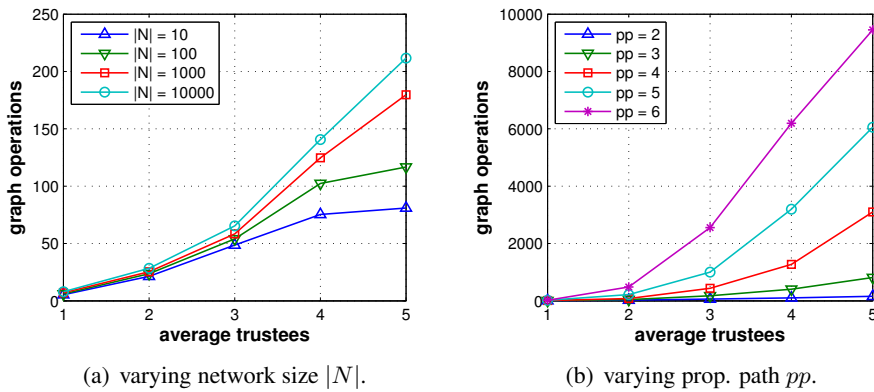 250
200
150
100
50
0
graph operations
|N| = 10
|N| = 100
|N| = 1000
|N| = 10000
1 2 3 4 5
average trustees
(a) varying network size |N|.
10000
8000
6000
4000
2000
0
graph operations
pp = 2
pp = 3
pp = 4
pp = 5
pp = 6
1 2 3 4 5
average trustees
(b) varying prop. path pp.